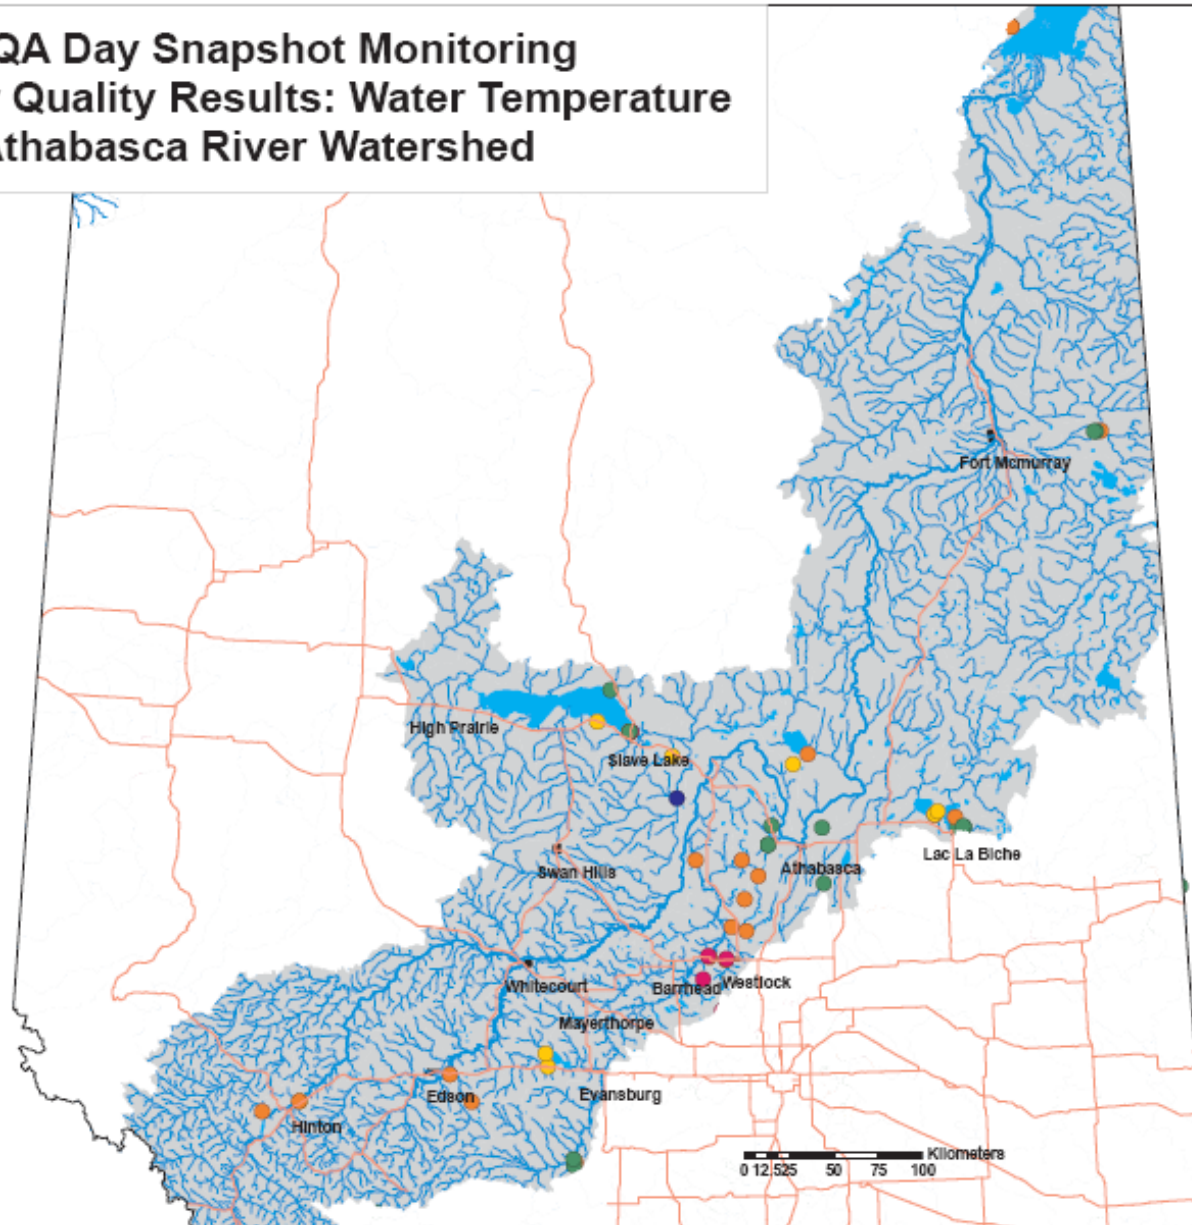 QA Day Snapshot Monitoring
Quality Results: Water Temperature
Athabasca River Watershed
Fort Mcmurray
High Prairie
Slave Lake
Lac La Biche
Athabasca
Swan Hills
Whitecourt
Barrhead
Westlock
Mayerthorpe
Edson
Evansburg
Hinton
Kilometers
0 12.525 50 75 100